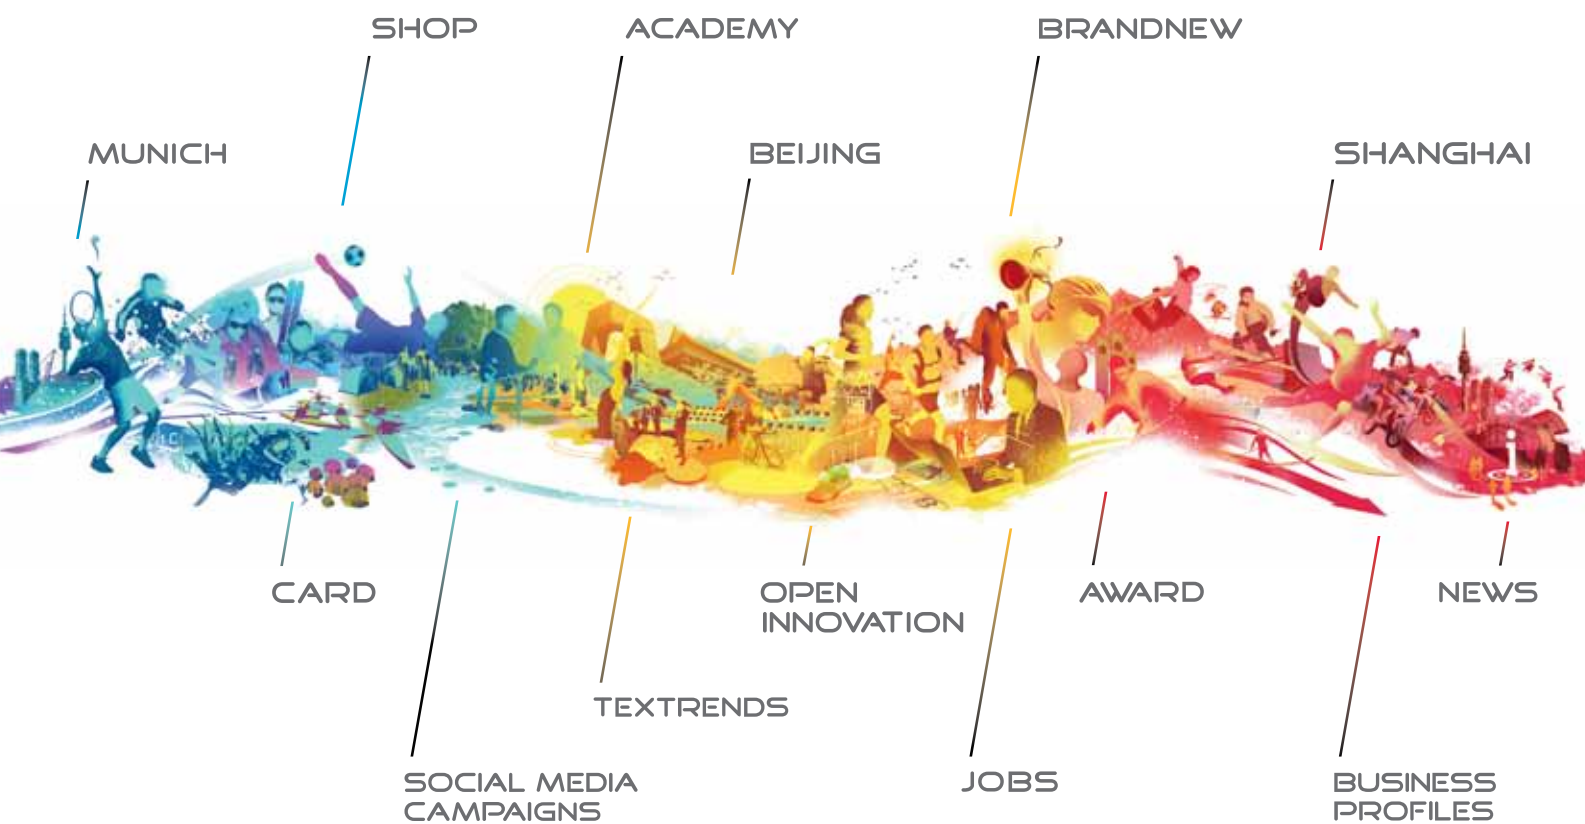 SHOP
ACADEMY
BRANDNEW
MUNICH
BEIJING
SHANGHAI
i
CARD
OPEN
INNOVATION
AWARD
NEWS
TEXTRENDS
SOCIAL MEDIA
CAMPAIGNS
JOBS
BUSINESS
PROFILES